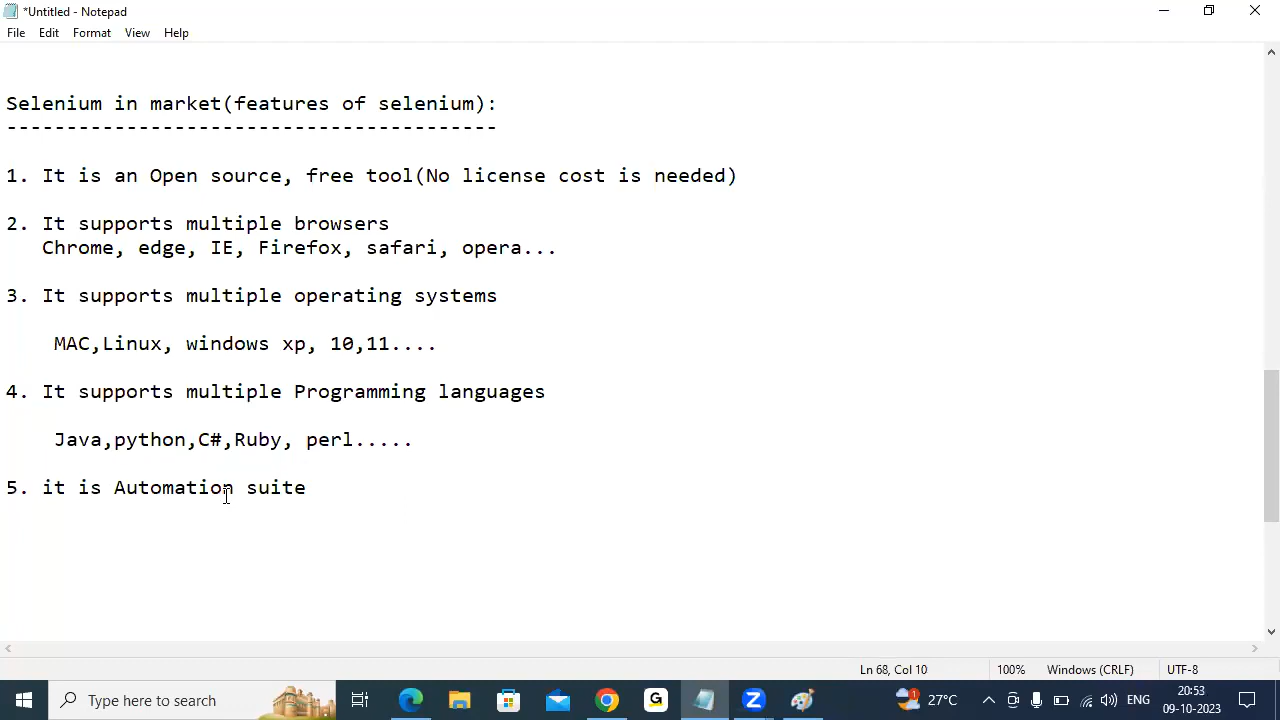 *Untitled - Notepad
File Edit Format View Help
Selenium in market(features of selenium):
-----------------------------------------
1. It is an Open source, free tool(No license cost is needed)
2. It supports multiple browsers
Chrome, edge, IE, Firefox, safari, opera...
3. It supports multiple operating systems
MAC,Linux, windows xp, 10,11....
4. It supports multiple Programming languages
Java,python,C#,Ruby, perl.....
5. it is Automation suite
Ln 68, Col 10 100% Windows (CRLF) UTF-8
Type here to search G 1 27°C ENG 20:53
09-10-2023